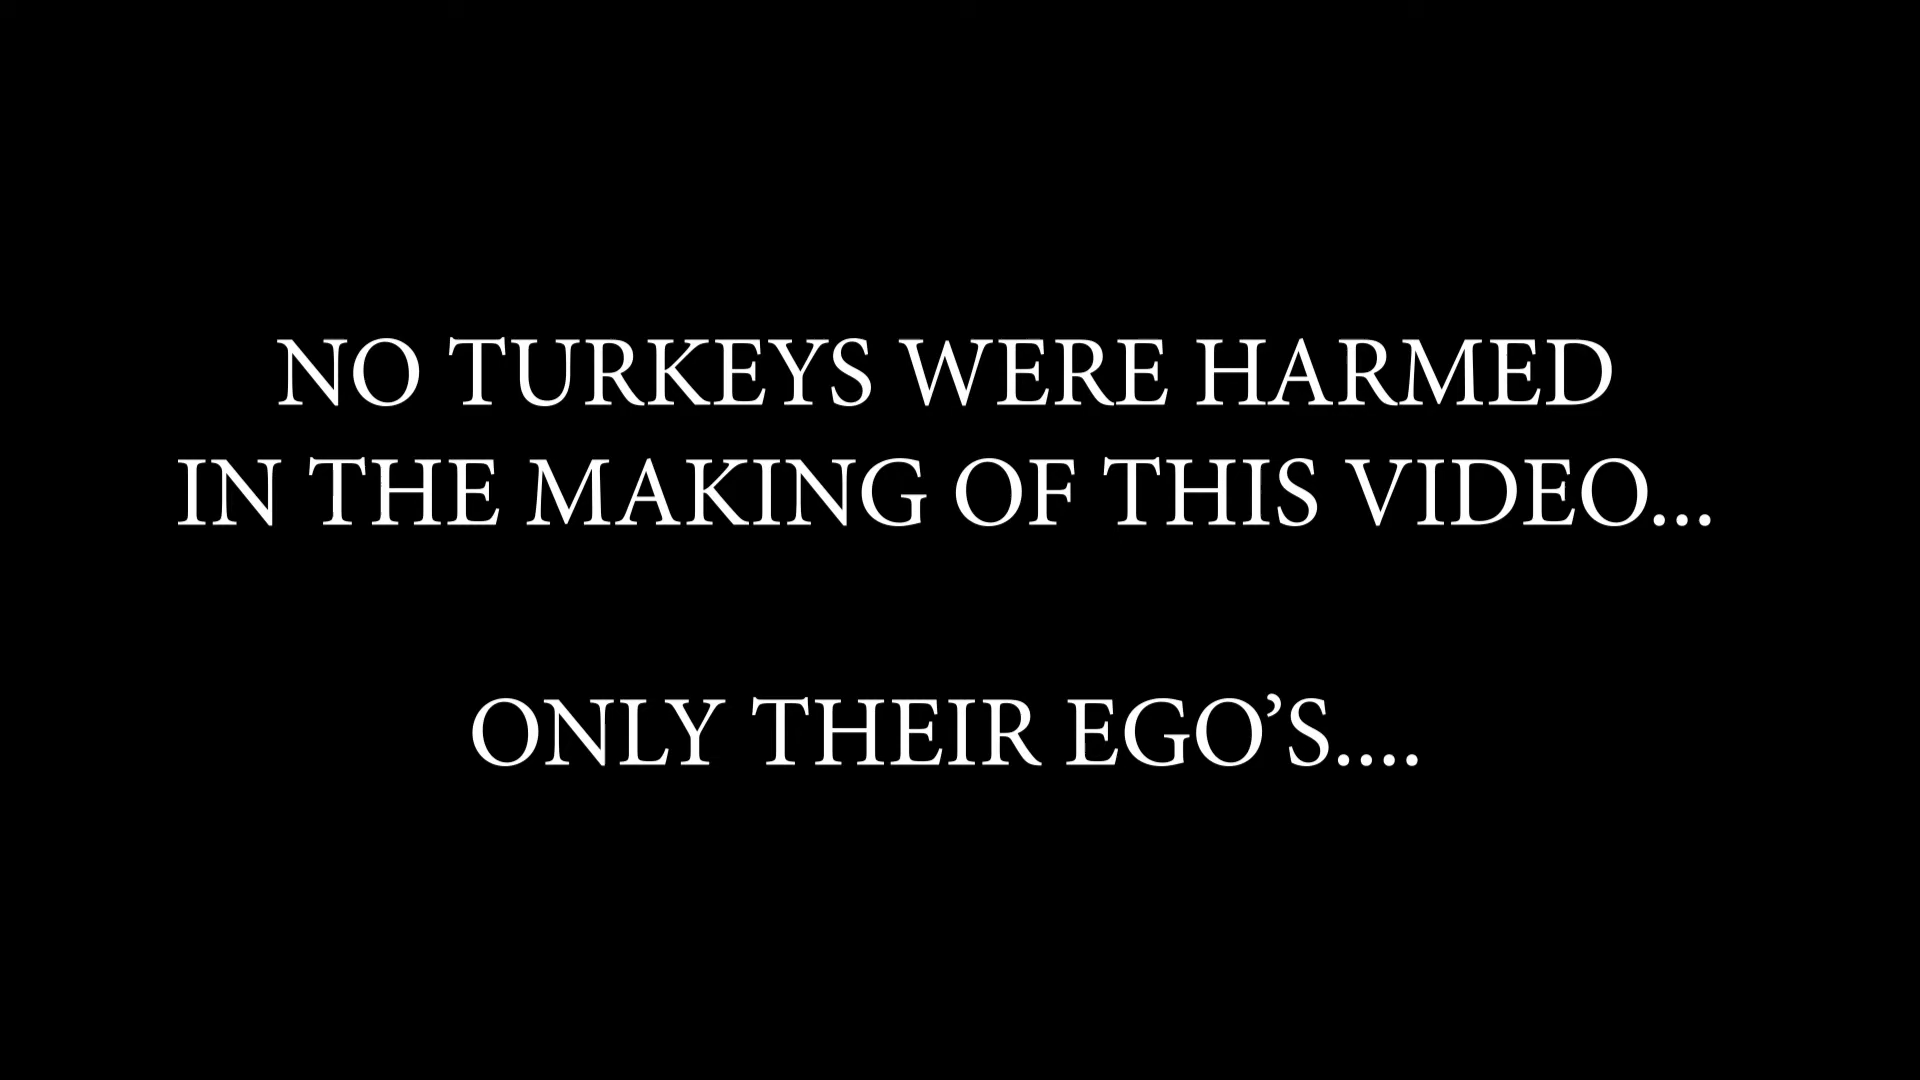 NO TURKEYS WERE HARMED
IN THE MAKING OF THIS VIDEO...
ONLY THEIR EGO’S....